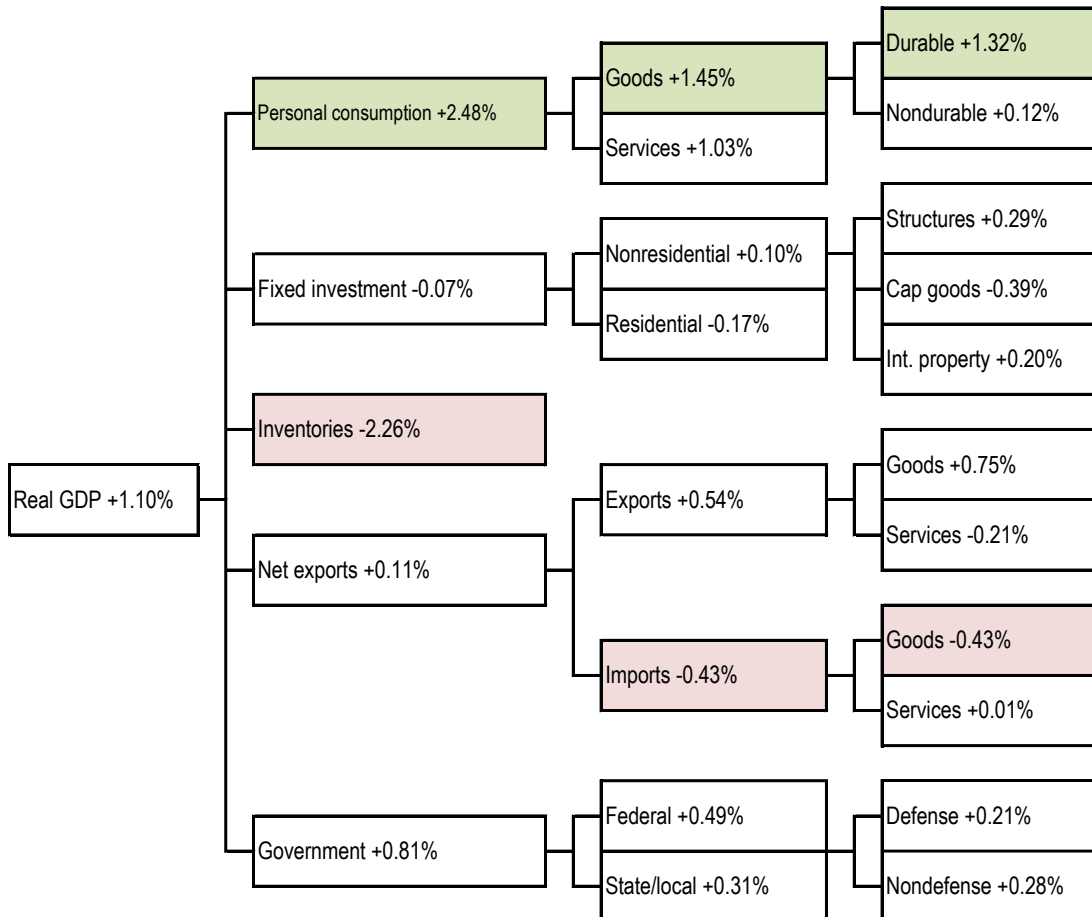 Real GDP +1.10%
Personal consumption +2.48%
Goods +1.45%
Durable +1.32%
Nondurable +0.12%
Services +1.03%
Fixed investment -0.07%
Nonresidential +0.10%
Structures +0.29%
Cap goods -0.39%
Int. property +0.20%
Residential -0.17%
Inventories -2.26%
Net exports +0.11%
Exports +0.54%
Goods +0.75%
Services -0.21%
Imports -0.43%
Goods -0.43%
Services +0.01%
Government +0.81%
Federal +0.49%
Defense +0.21%
Nondefense +0.28%
State/local +0.31%